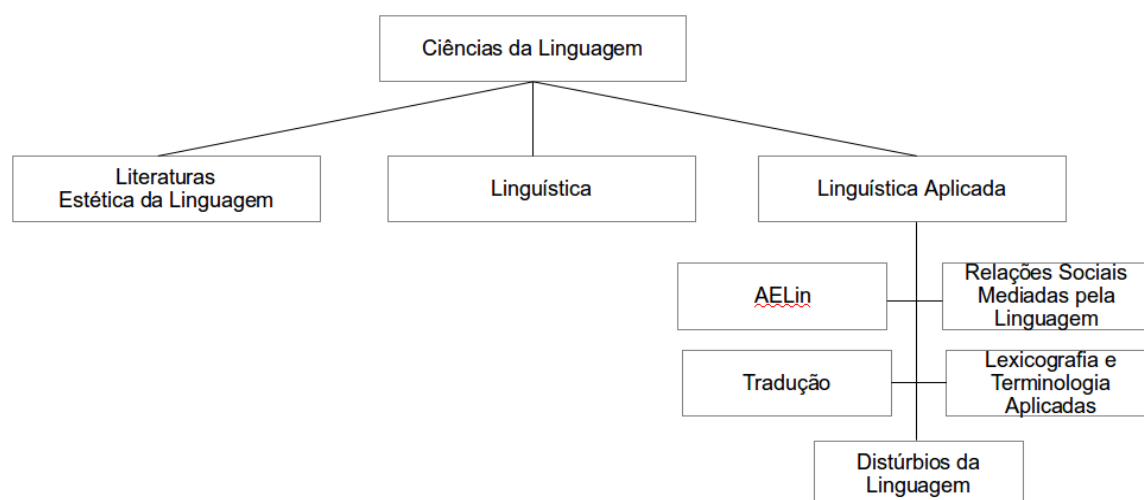 Ciências da Linguagem
Literaturas
Estética da Linguagem
Linguística
Linguística Aplicada
AELin
Relações Sociais
Mediadas pela
Linguagem
Tradução
Lexicografia e
Terminologia
Aplicadas
Distúrbios da
Linguagem